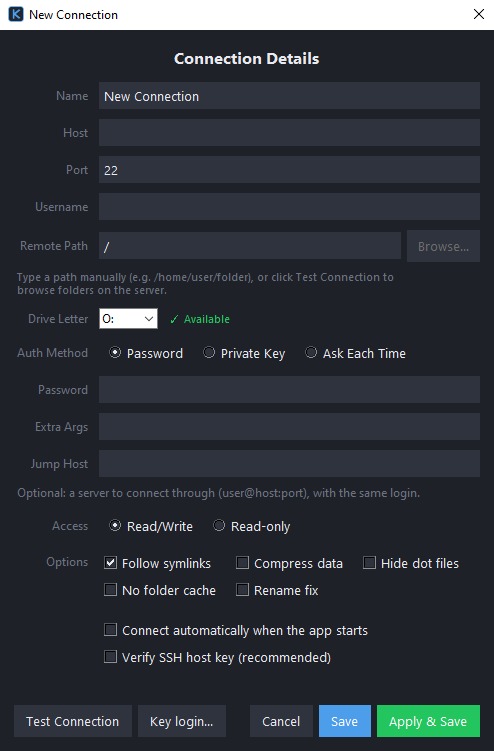 New Connection
Connection Details
Name New Connection
Host
Port 22
Username
Remote Path / Browse...
Type a path manually (e.g. /home/user/folder), or click Test Connection to
browse folders on the server.
Drive Letter O: ✓ Available
Auth Method Password Private Key Ask Each Time
Password
Extra Args
Jump Host
Optional: a server to connect through (user@host:port), with the same login.
Access Read/Write Read-only
Options Follow symlinks Compress data Hide dot files
No folder cache Rename fix
Connect automatically when the app starts
Verify SSH host key (recommended)
Test Connection Key login... Cancel Save Apply & Save